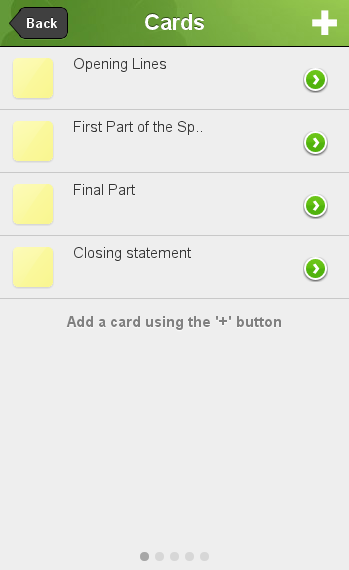 Back
Cards
Opening Lines
First Part of the Sp..
Final Part
Closing statement
Add a card using the '+' button